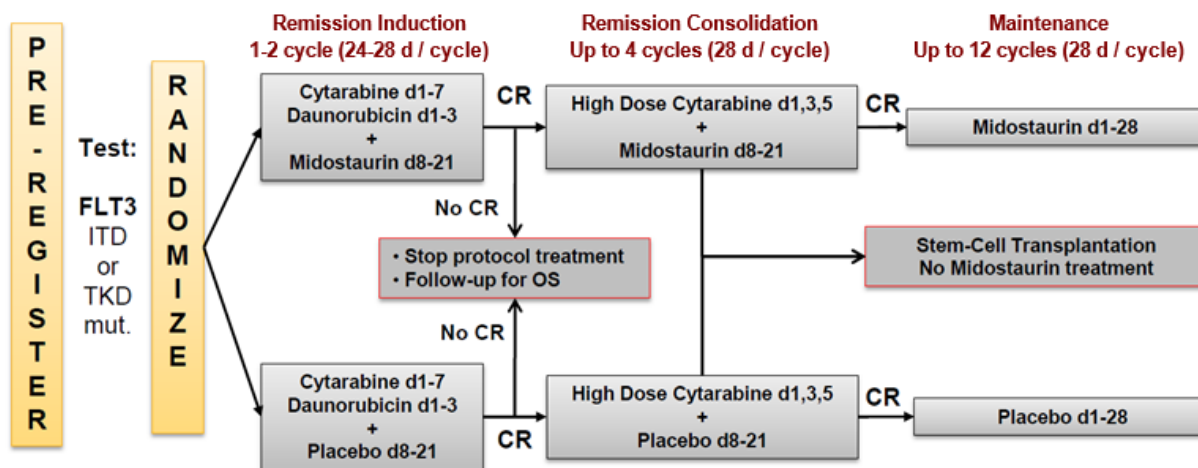 PRE-REGISTER
Test:
FLT3
ITD
or
TKD
mut.
RANDOMIZE
Remission Induction
1-2 cycle (24-28 d / cycle)
Remission Consolidation
Up to 4 cycles (28 d / cycle)
Maintenance
Up to 12 cycles (28 d / cycle)
Cytarabine d1-7
Daunorubicin d1-3
+
Midostaurin d8-21
CR
High Dose Cytarabine d1,3,5
+
Midostaurin d8-21
CR
Midostaurin d1-28
No CR
• Stop protocol treatment
• Follow-up for OS
Stem-Cell Transplantation
No Midostaurin treatment
No CR
Cytarabine d1-7
Daunorubicin d1-3
+
Placebo d8-21
CR
High Dose Cytarabine d1,3,5
+
Placebo d8-21
CR
Placebo d1-28